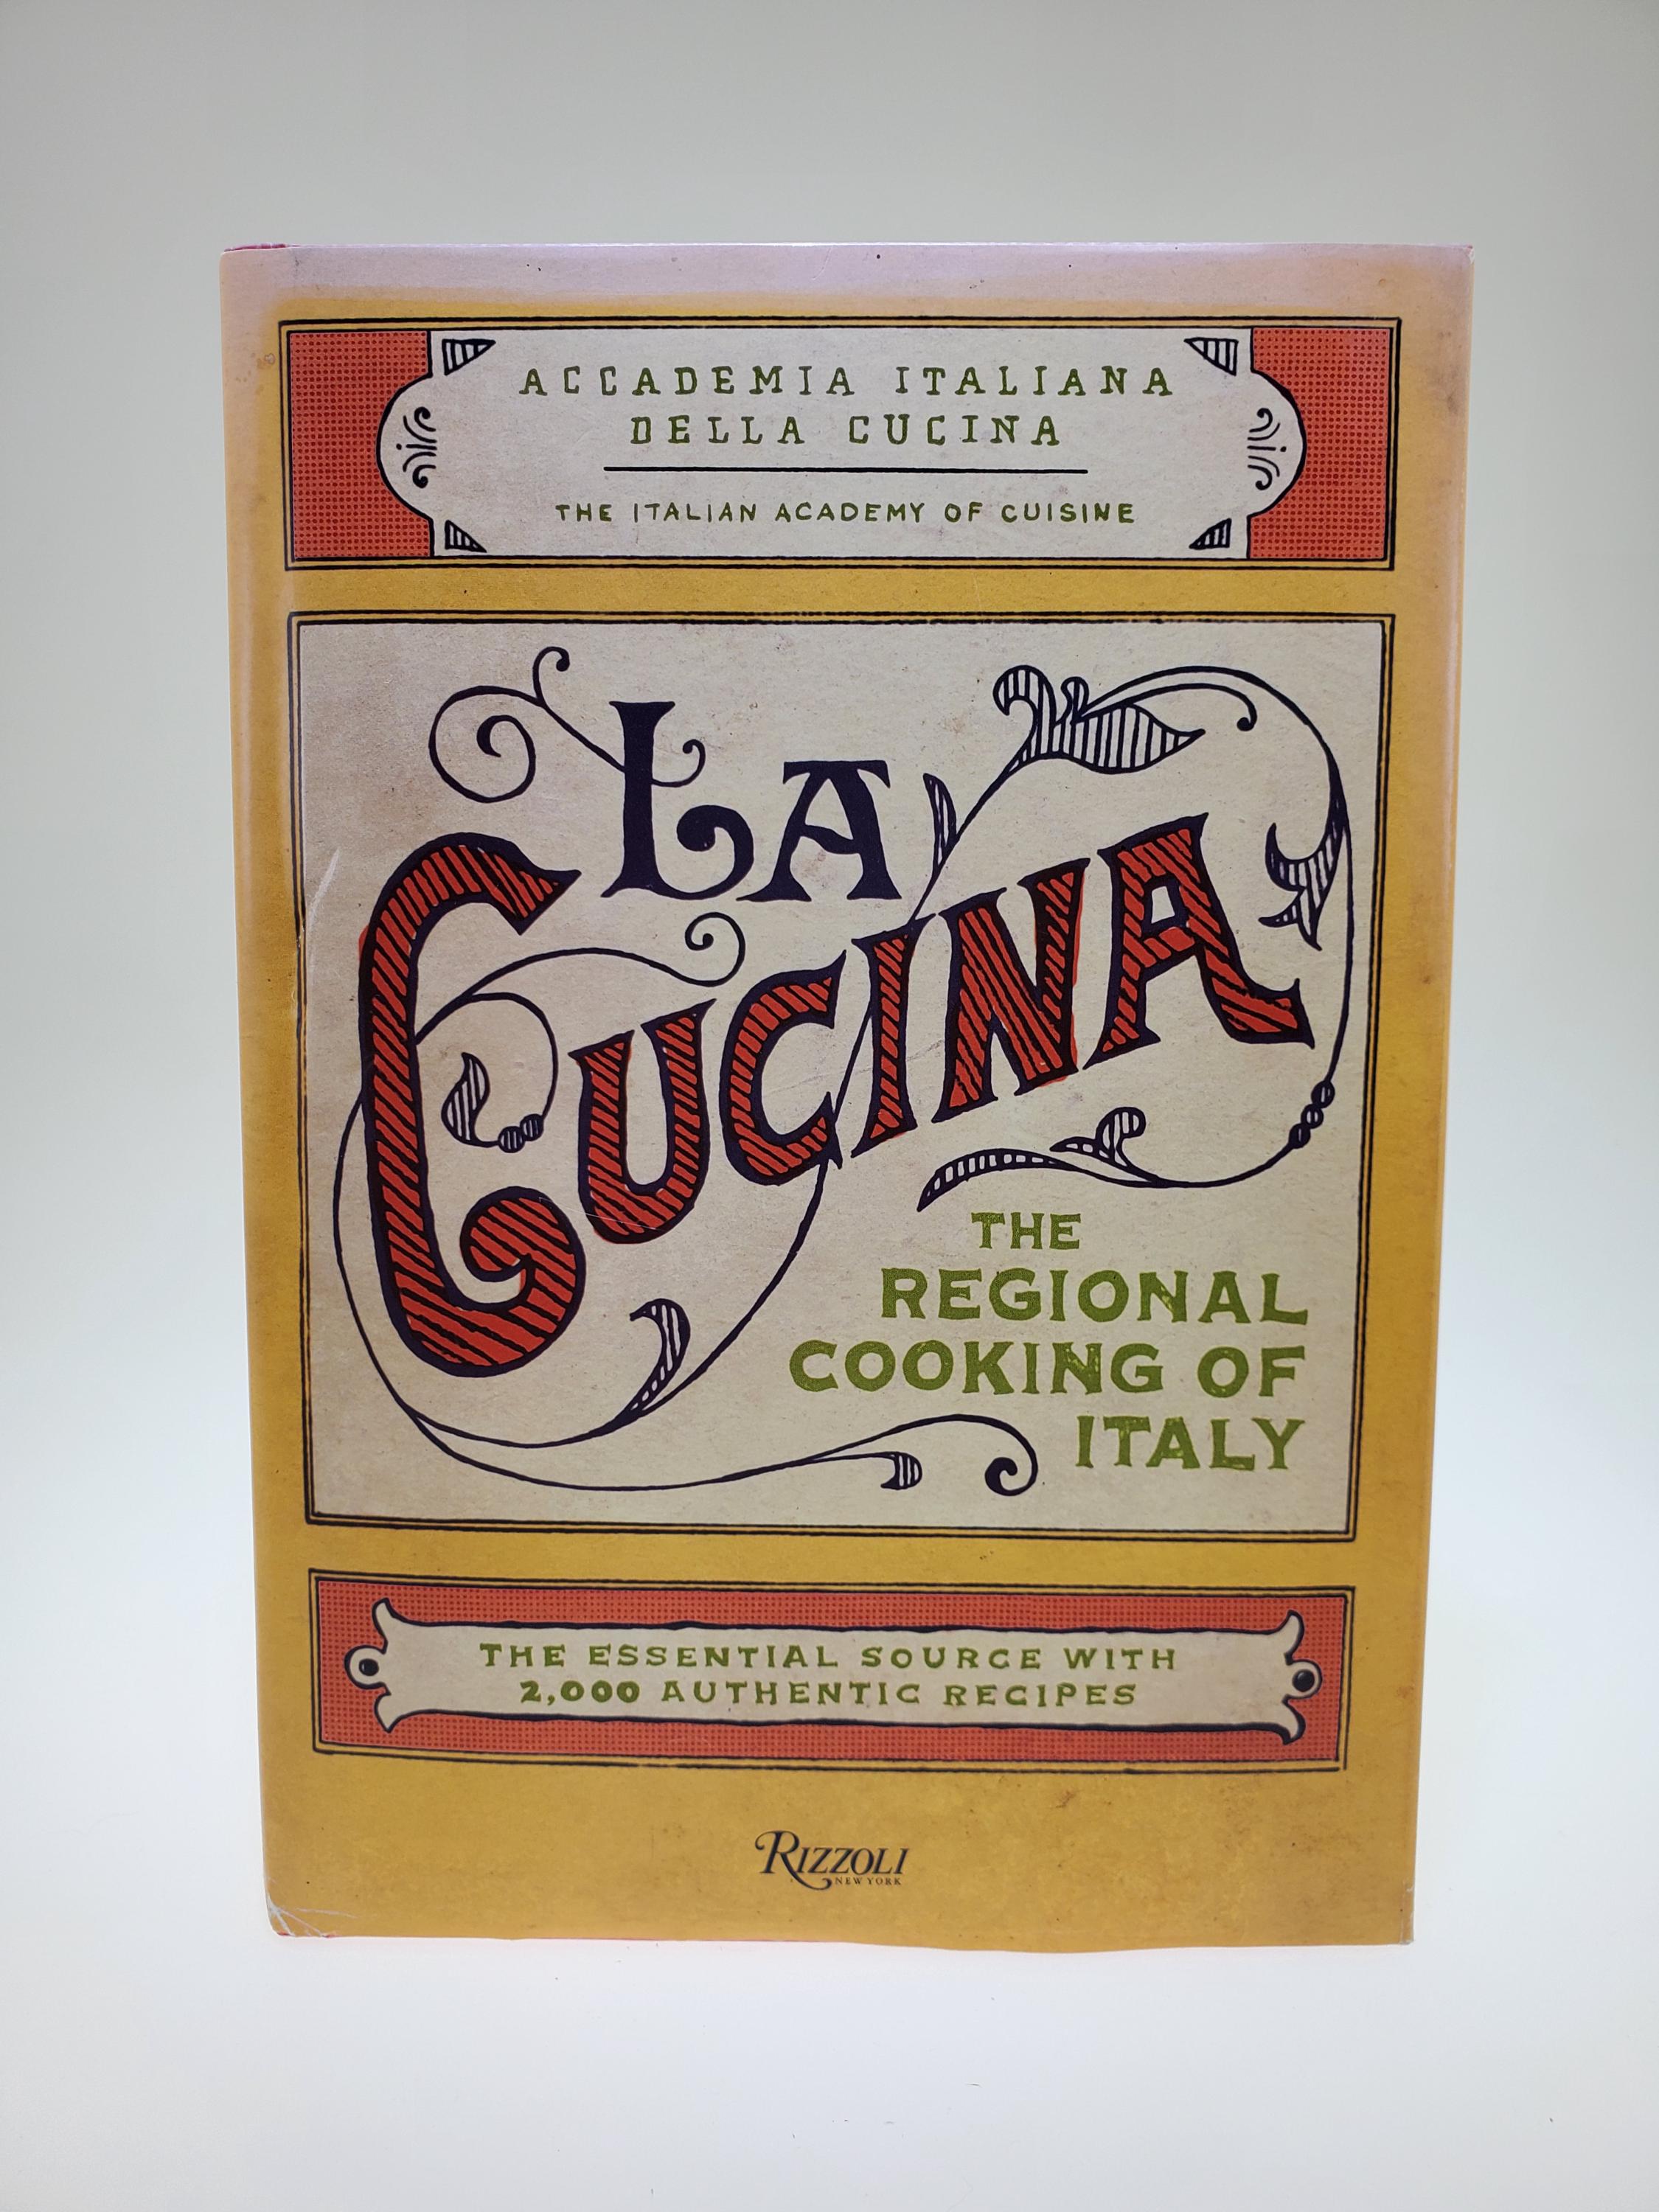 ACCADEMIA ITALIANA
DELLA CUCINA
THE ITALIAN ACADEMY OF CUISINE
LA
CUCINA
THE
REGIONAL
COOKING OF
ITALY
THE ESSENTIAL SOURCE WITH
2,000 AUTHENTIC RECIPES
RIZZOLI
NEW YORK